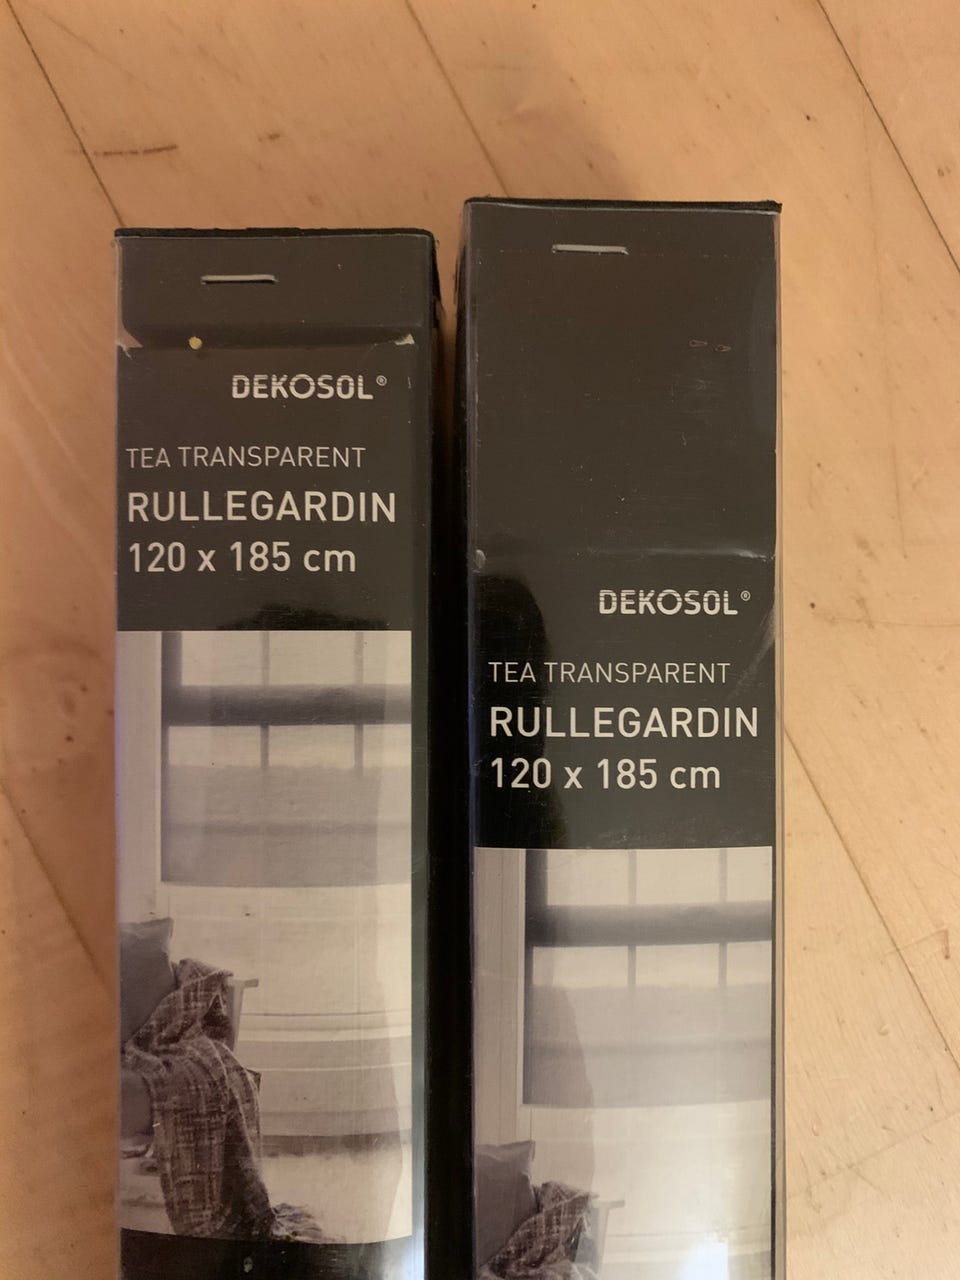 DEKOSOL®
TEA TRANSPARENT
RULLEGARDIN
120 x 185 cm
DEKOSOL®
TEA TRANSPARENT
RULLEGARDIN
120 x 185 cm